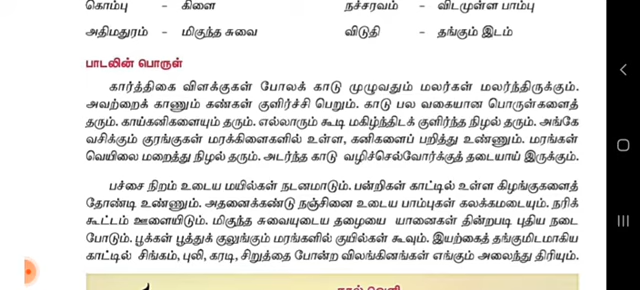 கொம்பு – கிளை நச்சரவம் – விடமுள்ள பாம்பு
அதிமதுரம் – மிகுந்த சுவை விடுதி – தங்கும் இடம்
பாடலின் பொருள்
கார்த்திகை விளக்குகள் போலக் காடு முழுவதும் மலர்கள் மலர்ந்திருக்கும்.
அவற்றைக் காணும் கண்கள் குளிர்ச்சி பெறும். காடு பல வகையான பொருள்களைத்
தரும். காய்கனிகளையும் தரும். எல்லாரும் கூடி மகிழ்ந்திடக் குளிர்ந்த நிழல் தரும். அங்கே
வசிக்கும் குரங்குகள் மரக்கிளைகளில் உள்ள, கனிகளைப் பறித்து உண்ணும். மரங்கள்
வெயிலை மறைத்து நிழல் தரும். அடர்ந்த காடு வழிச்செல்வோர்க்குத் தடையாய் இருக்கும்.
பச்சை நிறம் உடைய மயில்கள் நடனமாடும். பன்றிகள் காட்டில் உள்ள கிழங்குகளைத்
தோண்டி உண்ணும். அதனைக்கண்டு நஞ்சினை உடைய பாம்புகள் கலக்கமடையும். நரிக்
கூட்டம் ஊளையிடும். மிகுந்த சுவையுடைய தழையை யானைகள் தின்றபடி புதிய நடை
போடும். பூக்கள் பூத்துக் குலுங்கும் மரங்களில் குயில்கள் கூவும். இயற்கைத் தங்குமிடமாகிய
காட்டில் சிங்கம், புலி, கரடி, சிறுத்தை போன்ற விலங்கினங்கள் எங்கும் அலைந்து திரியும்.